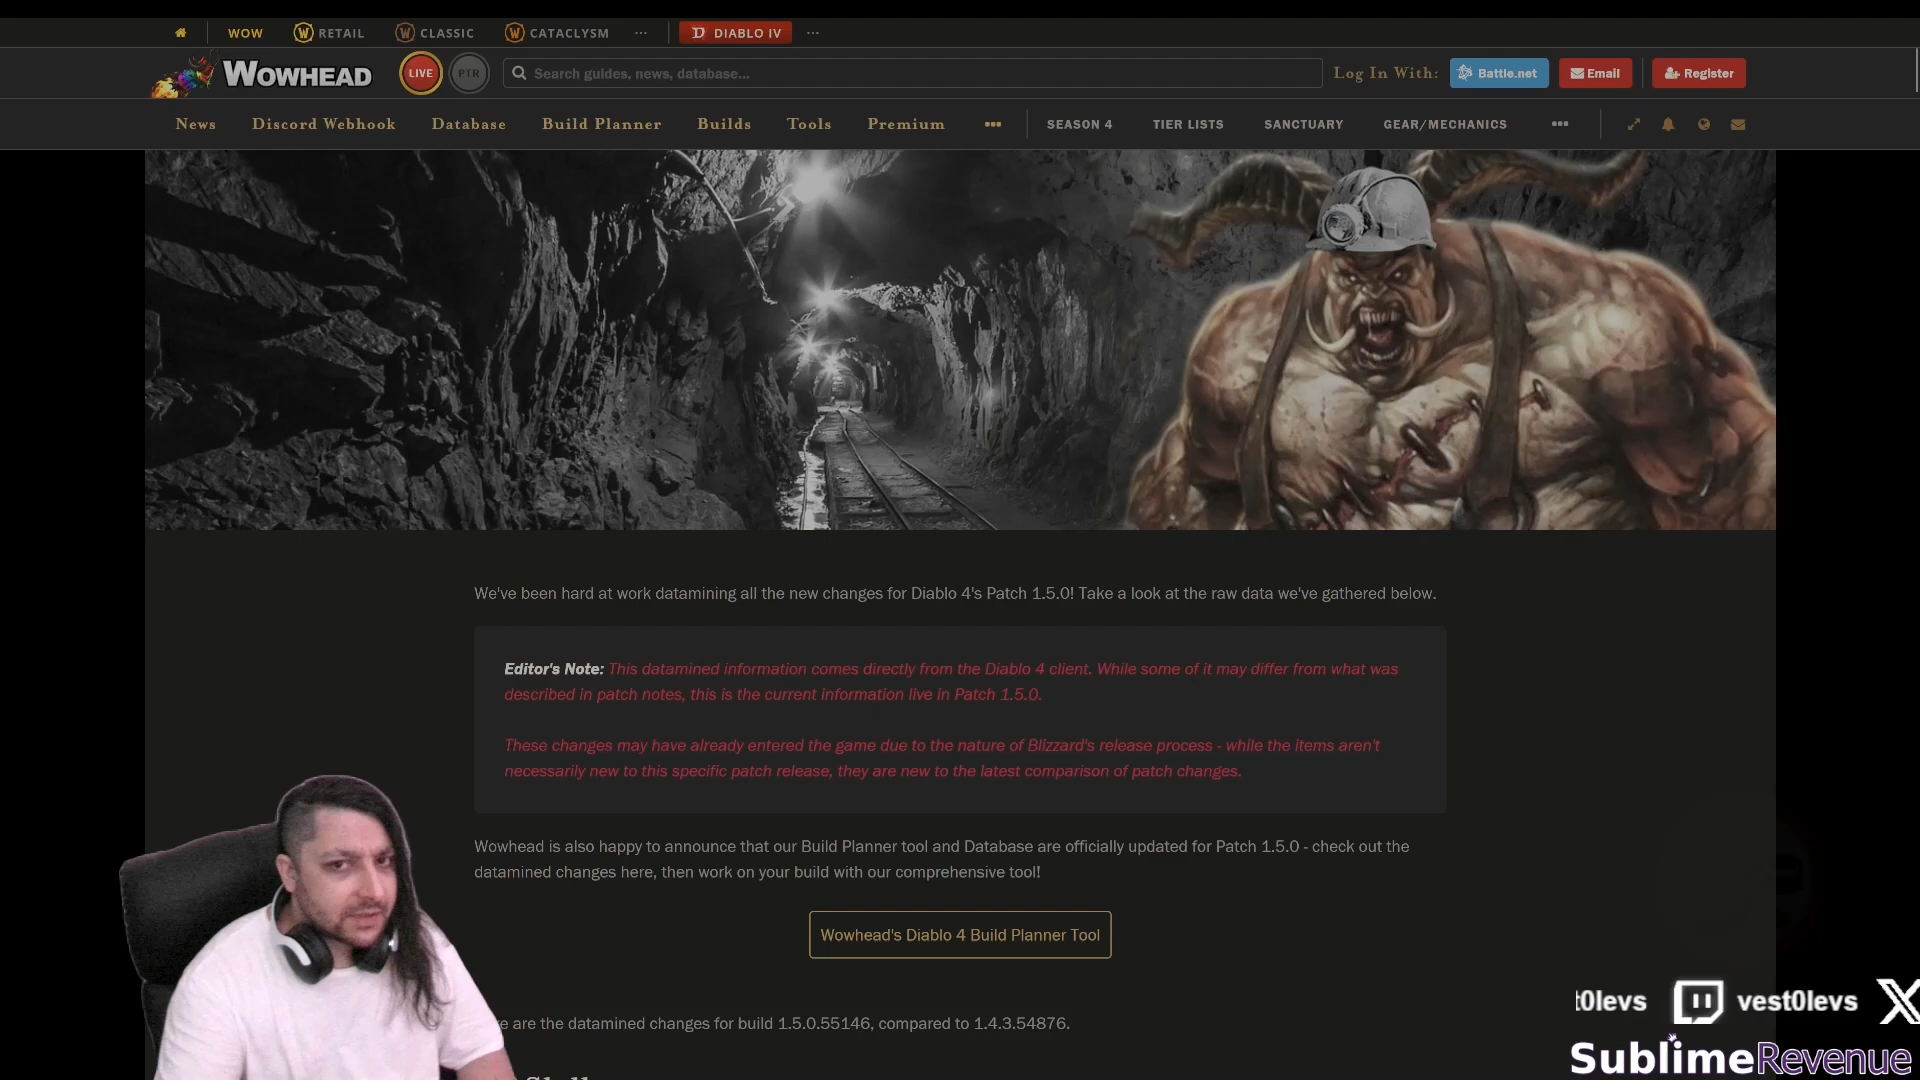 WOW
RETAIL
CLASSIC
CATACLYSM
DIABLO IV
WOWHEAD
LIVE
PTR
Search guides, news, database...
Log In With:
Battle.net
Email
Register
News
Discord Webhook
Database
Build Planner
Builds
Tools
Premium
SEASON 4
TIER LISTS
SANCTUARY
GEAR/MECHANICS
We've been hard at work datamining all the new changes for Diablo 4's Patch 1.5.0! Take a look at the raw data we've gathered below.
Editor's Note: This datamined information comes directly from the Diablo 4 client. While some of it may differ from what was
described in patch notes, this is the current information live in Patch 1.5.0.
These changes may have already entered the game due to the nature of Blizzard's release process - while the items aren't
necessarily new to this specific patch release, they are new to the latest comparison of patch changes.
Wowhead is also happy to announce that our Build Planner tool and Database are officially updated for Patch 1.5.0 - check out the
datamined changes here, then work on your build with our comprehensive tool!
Wowhead's Diablo 4 Build Planner Tool
are the datamined changes for build 1.5.0.55146, compared to 1.4.3.54876.
t0levs
vest0levs
SublimeRevenue